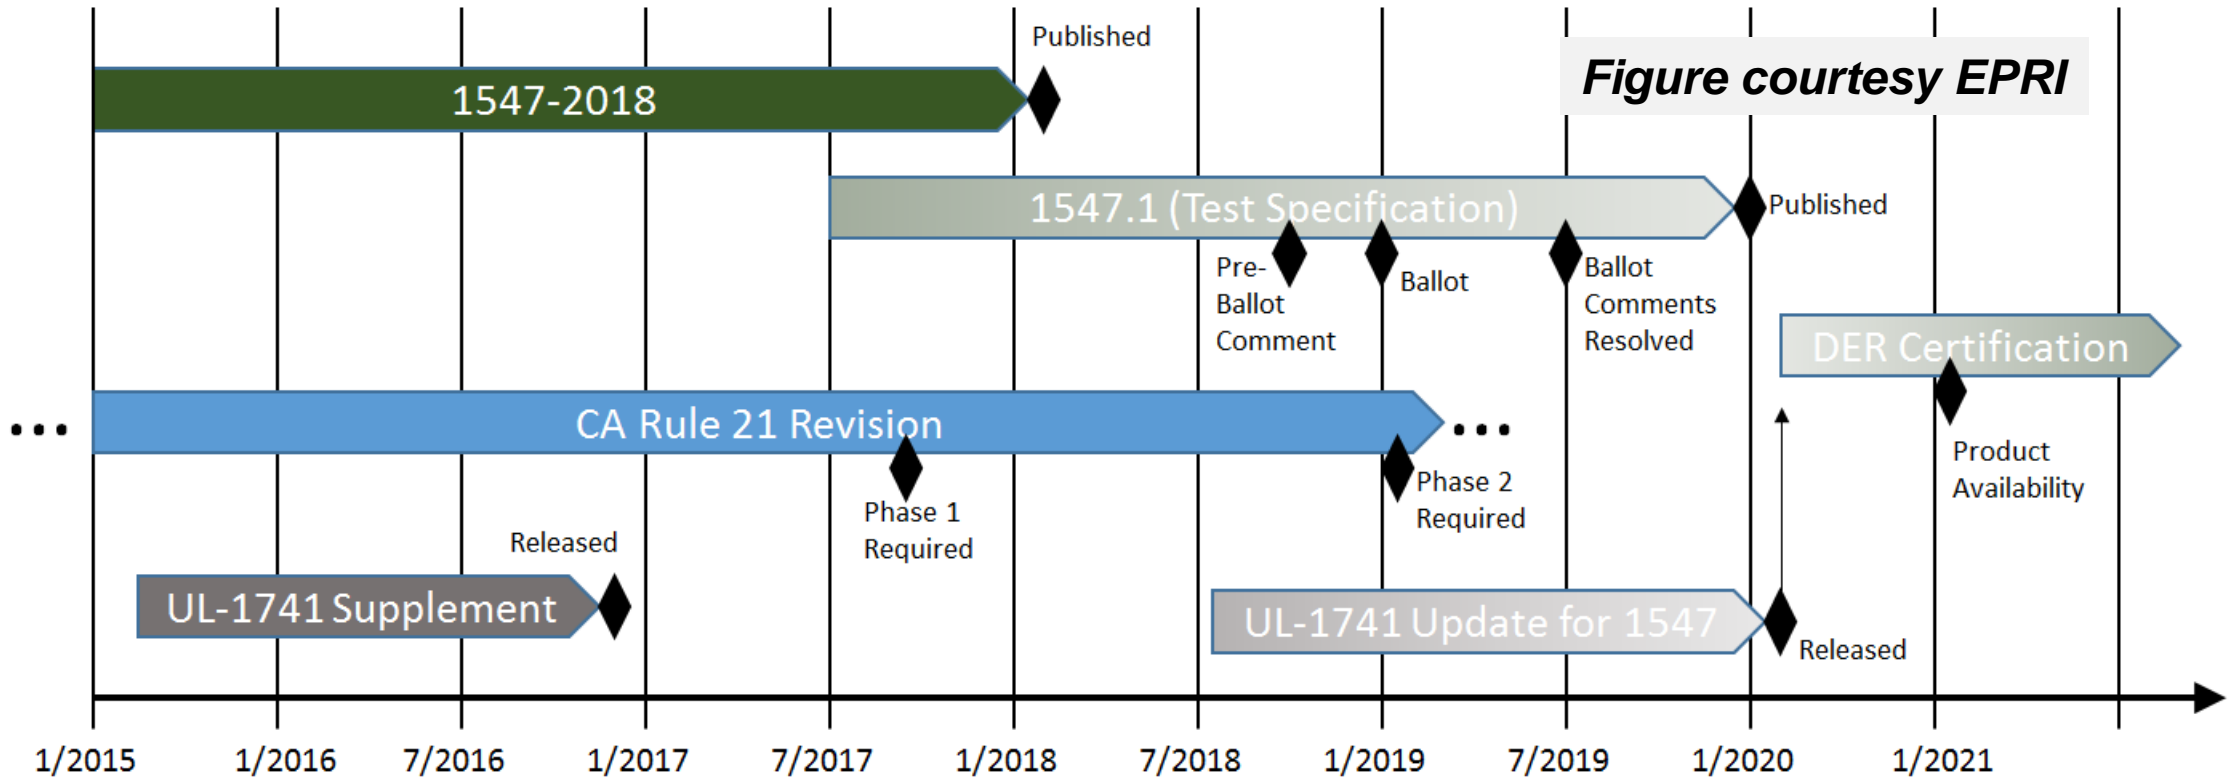 Published
Figure courtesy EPRI
1547-2018
1547.1 (Test Specification)
Published
Pre-
Ballot
Comment
Ballot
Ballot
Comments
Resolved
DER Certification
Product
Availability
...
CA Rule 21 Revision
...
Phase 1
Required
Phase 2
Required
Released
UL-1741 Supplement
UL-1741 Update for 1547
Released
1/2015
1/2016
7/2016
1/2017
7/2017
1/2018
7/2018
1/2019
7/2019
1/2020
1/2021